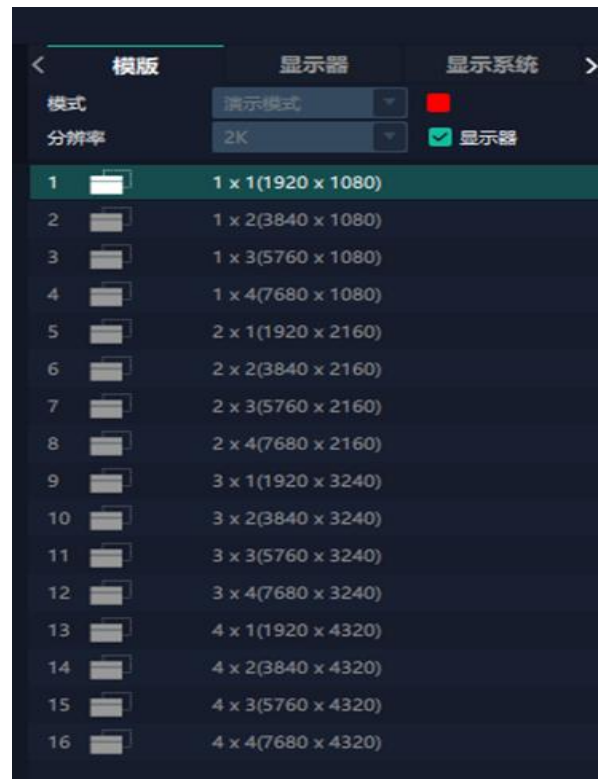 < 模版 显示器 显示系统 >
模式 演示模式
分辨率 2K 显示器
1 1 x 1(1920 x 1080)
2 1 x 2(3840 x 1080)
3 1 x 3(5760 x 1080)
4 1 x 4(7680 x 1080)
5 2 x 1(1920 x 2160)
6 2 x 2(3840 x 2160)
7 2 x 3(5760 x 2160)
8 2 x 4(7680 x 2160)
9 3 x 1(1920 x 3240)
10 3 x 2(3840 x 3240)
11 3 x 3(5760 x 3240)
12 3 x 4(7680 x 3240)
13 4 x 1(1920 x 4320)
14 4 x 2(3840 x 4320)
15 4 x 3(5760 x 4320)
16 4 x 4(7680 x 4320)